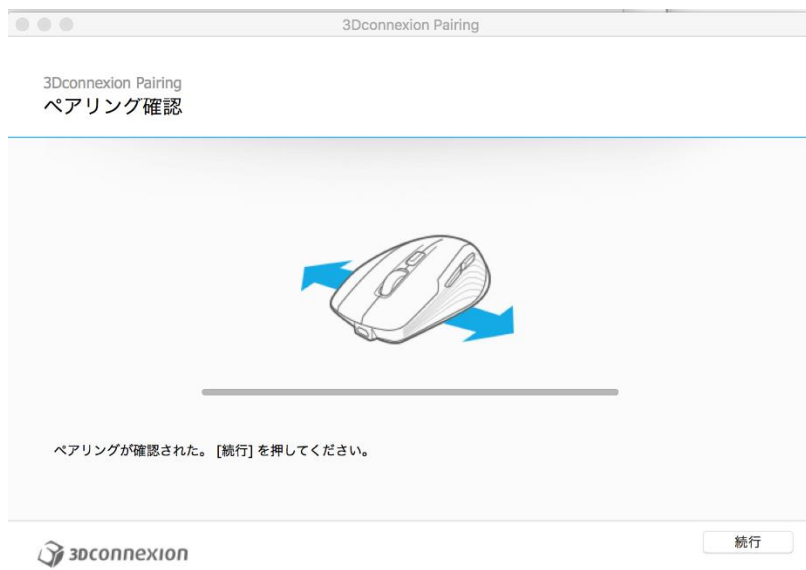 3Dconnexion Pairing
3Dconnexion Pairing
ペアリング確認
ペアリングが確認された。 [続行] を押してください。
続行
3Dconnexion